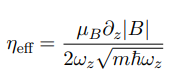 η_eff = μ_B ∂_z|B| / 2ω_z √(mħω_z)